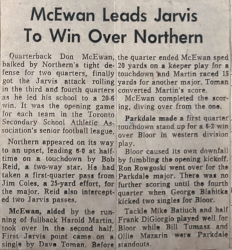 McEwan Leads Jarvis
To Win Over Northern
Quarterback Don McEwan,
balked by Northern's tight de-
fense for two quarters, finally
got the Jarvis attack rolling
in the third and fourth quarters
as he led his school to a 20-6
win. It was the opening game
for each team in the Toronto
Secondary School Athletic As-
sociation's senior football league.
Northern appeared on its way
to an upset, leading 6-0 at half
time on a touchdown by Bob
Reid, a two-way star. He had
taken a first-quarter pass from
Jim Coles, a 25-yard effort, for
the major. Reid also intercept-
ed two Jarvis passes.
McEwan, aided by the run-
ning of fullback Harold Martin,
took over in the second half.
First Jarvis point came on a
single by Dave Toman. Before
the quarter ended McEwan sped
20 yards on a keeper play for a
touchdown and Martin raced 15
yards for another major. Toman
converted Martin's score.
McEwan completed the scor-
ing, diving over from the one.
Parkdale made a first quarter
touchdown stand up for a 6-2 win
over Bloor in western division
play.
Bloor caused its own downfall
by fumbling the opening kickoff.
Ron Rewgoski went over for the
Parkdale major. There was no
further scoring until the fourth
quarter when George Blahitka
kicked two singles for Bloor.
Tackle Mike Batiuch and half
Frank DiGiorgio played well for
Bloor while Bill Tomasz and
Ollie Mazarin were Parkdale
standouts.